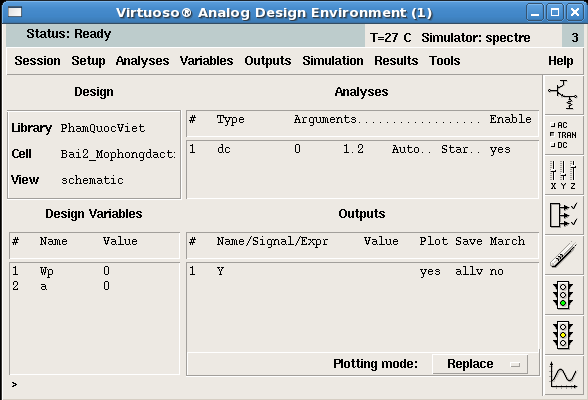 Virtuoso® Analog Design Environment (1)
Status: Ready
T=27 C Simulator: spectre 3
Session Setup Analyses Variables Outputs Simulation Results Tools Help
Design
Library PhamQuocViet
Cell Bai2_Mophongdact:
View schematic
Analyses
# Type Arguments.................. Enable
1 dc 0 1.2 Auto.. Star.. yes
Design Variables
# Name Value
1 Wp 0
2 a 0
Outputs
# Name/Signal/Expr Value Plot Save March
1 Y yes allv no
Plotting mode: Replace
>
AC
TRAN
DC
X Y Z